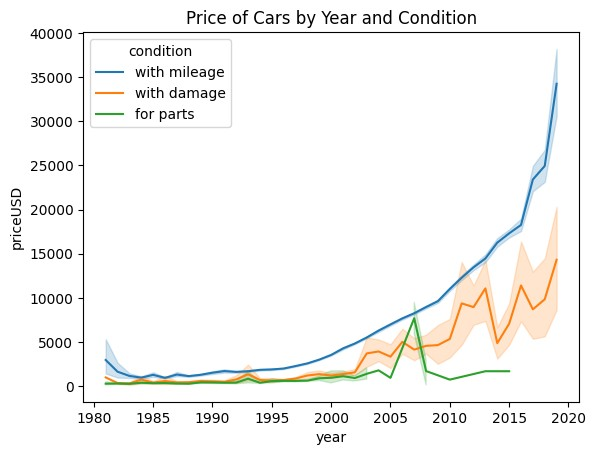 Price of Cars by Year and Condition
40000
35000
30000
25000
20000
15000
10000
5000
0
priceUSD
condition
with mileage
with damage
for parts
1980 1985 1990 1995 2000 2005 2010 2015 2020
year